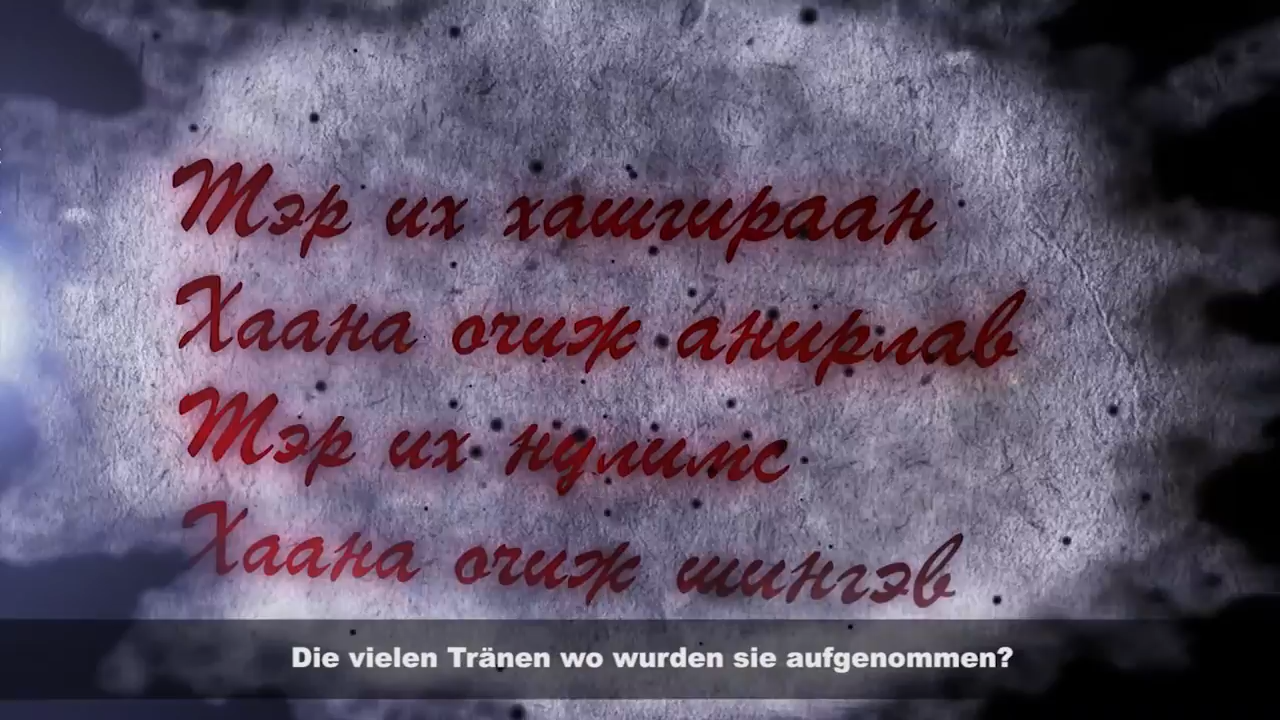 Тэр их хашгираан
Хаана очиж анирлав
Тэр их нулимс
Хаана очиж шингэв
Die vielen Tränen wo wurden sie aufgenommen?